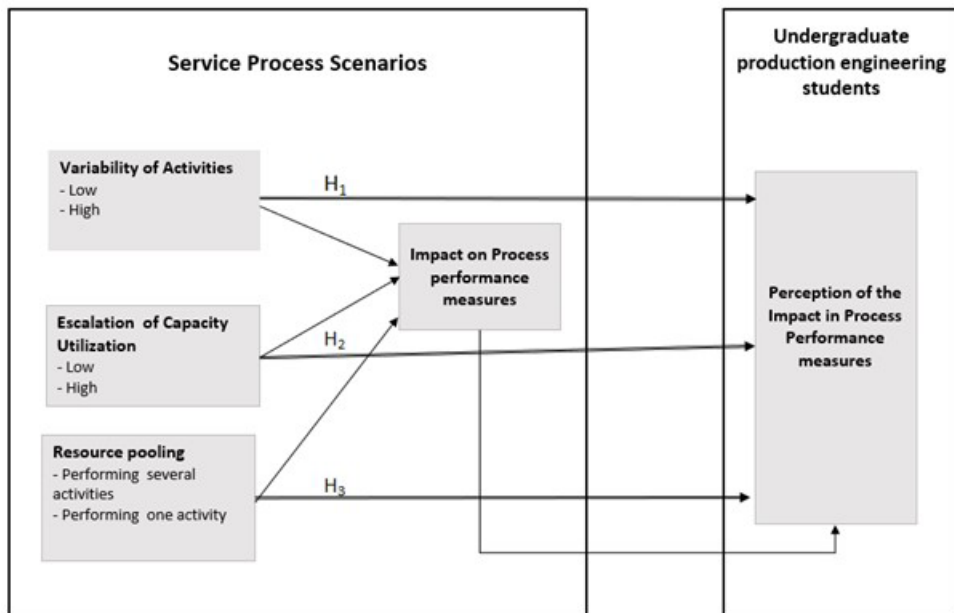 Service Process Scenarios
Variability of Activities
- Low
- High
Escalation of Capacity
Utilization
- Low
- High
Resource pooling
- Performing several
activities
- Performing one activity
H₁
H₂
H₃
Impact on Process
performance
measures
Undergraduate
production engineering
students
Perception of the
Impact in Process
Performance
measures